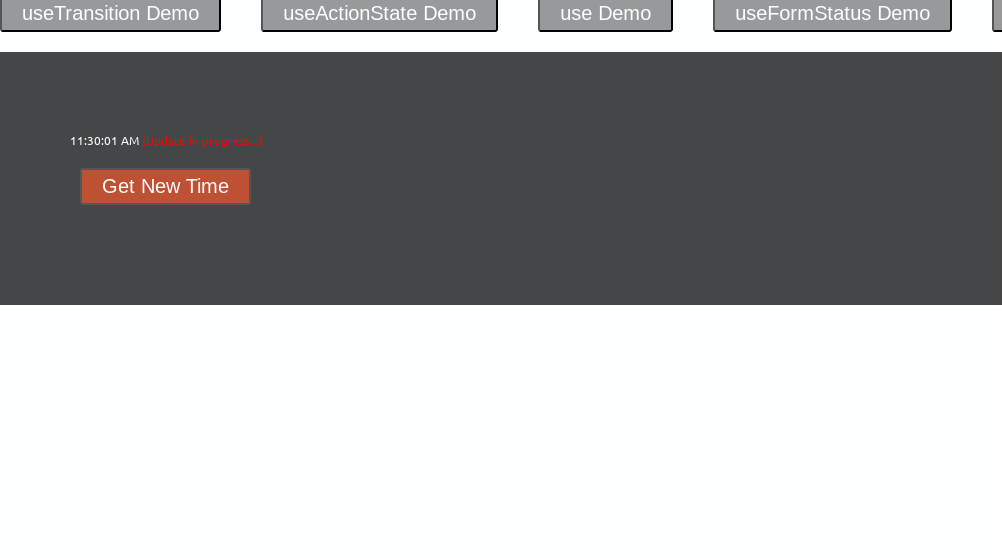 useTransition Demo
useActionState Demo
use Demo
useFormStatus Demo
11:30:01 AM (Update in progress...)
Get New Time